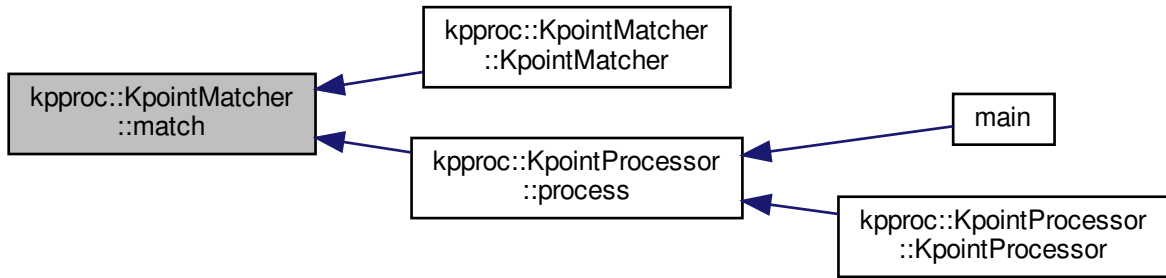 kpproc::KpointMatcher
::match
kpproc::KpointMatcher
::KpointMatcher
kpproc::KpointProcessor
::process
main
kpproc::KpointProcessor
::KpointProcessor